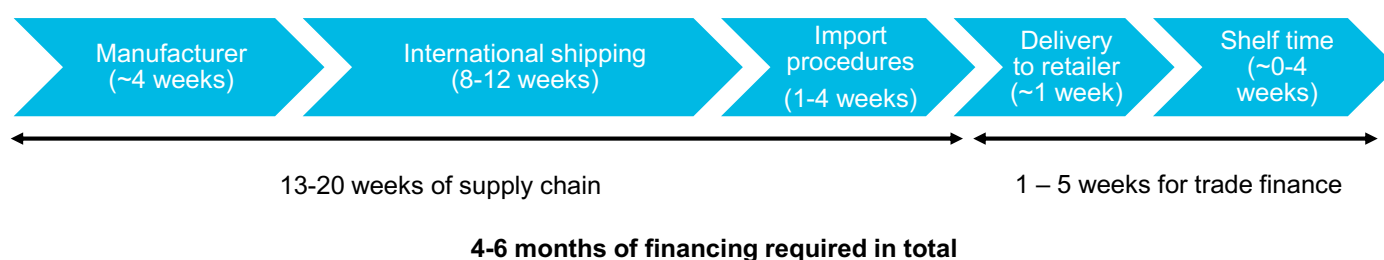 Manufacturer
(~4 weeks)
International shipping
(8-12 weeks)
Import
procedures
(1-4 weeks)
Delivery
to retailer
(~1 week)
Shelf time
(~0-4
weeks)
13-20 weeks of supply chain
1 – 5 weeks for trade finance
4-6 months of financing required in total